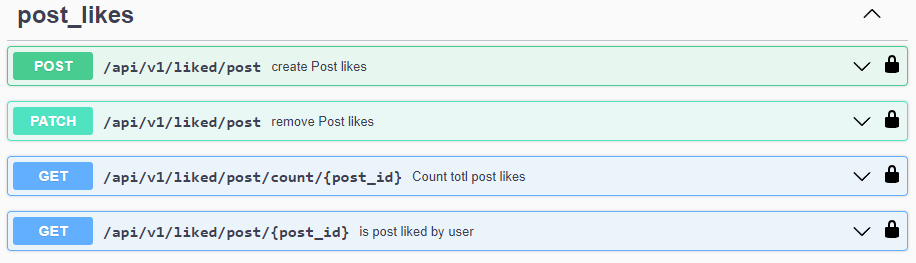 post_likes
POST /api/v1/liked/post create Post likes
PATCH /api/v1/liked/post remove Post likes
GET /api/v1/liked/post/count/{post_id} Count totl post likes
GET /api/v1/liked/post/{post_id} is post liked by user